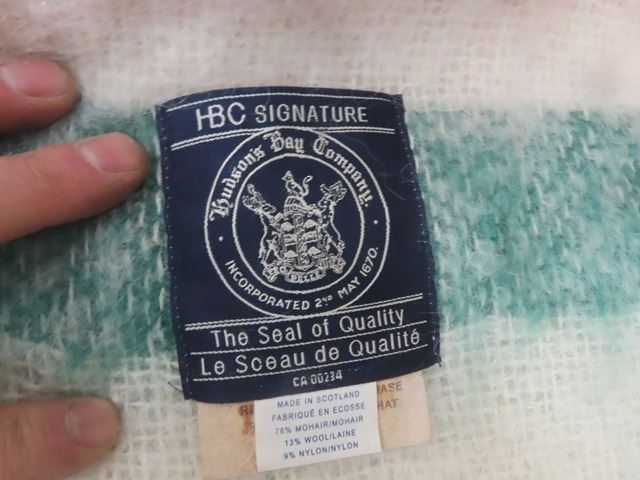 HBC SIGNATURE
Hudson's Bay Company.
INCORPORATED 2ND MAY 1670.
The Seal of Quality
Le Sceau de Qualité
CA 00234
MADE IN SCOTLAND
FABRIQUÉ EN ECOSSE
78% MOHAIR/MOHAIR
13% WOOL/LAINE
9% NYLON/NYLON